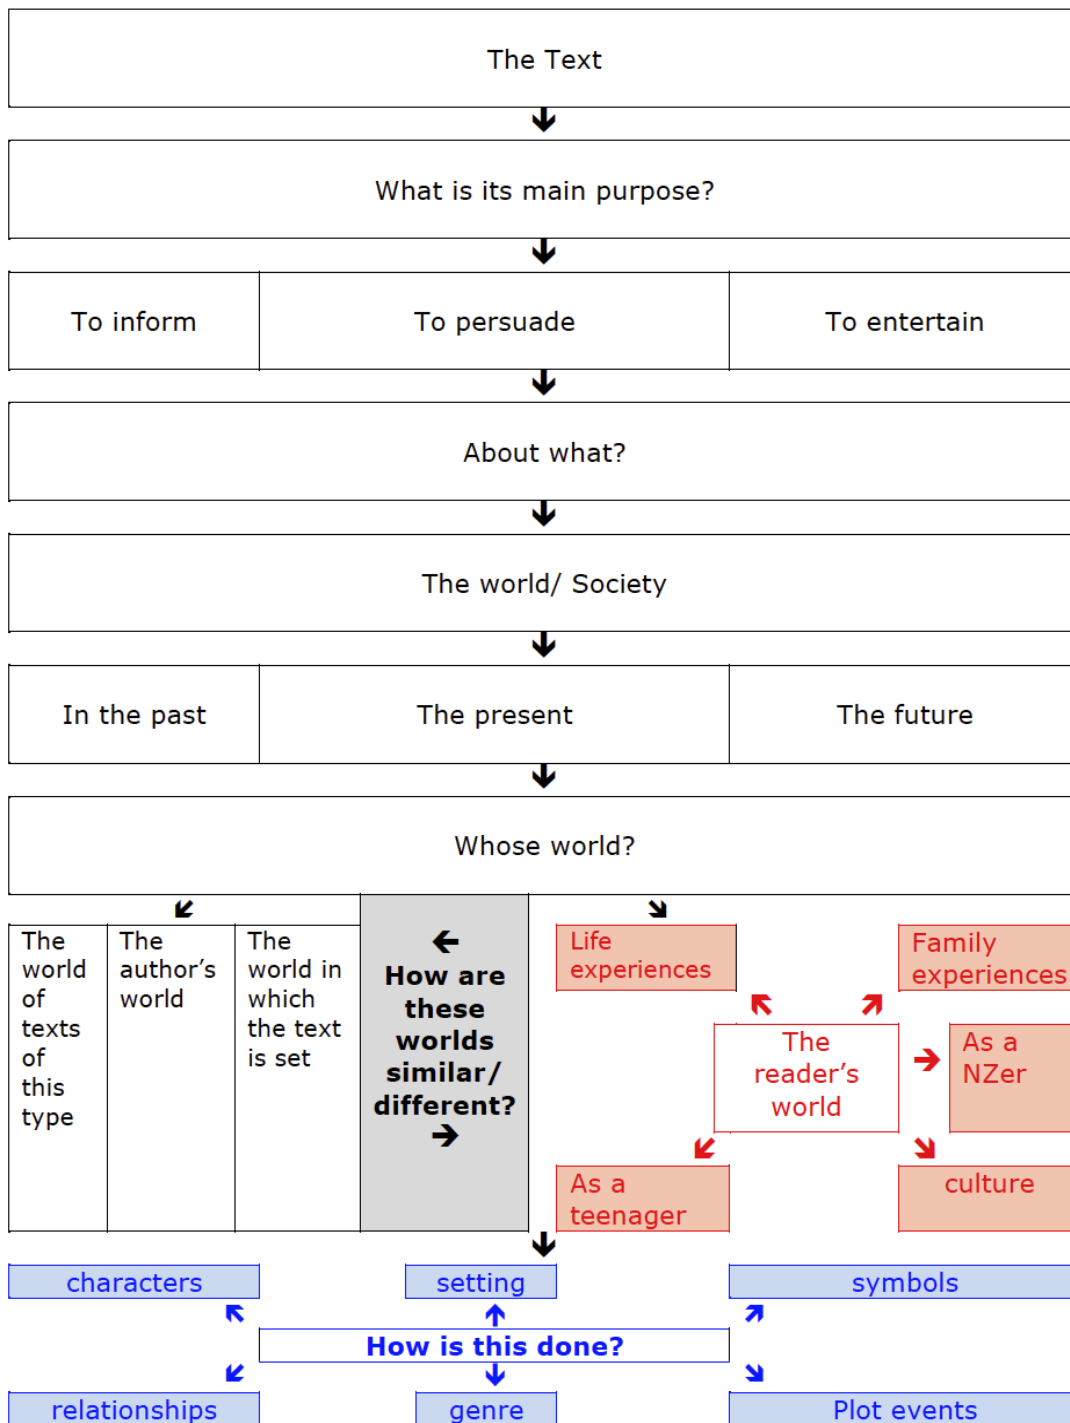 The Text
What is its main purpose?
To inform
To persuade
To entertain
About what?
The world/ Society
In the past
The present
The future
Whose world?
The
world
of
texts
of
this
type
The
author's
world
The
world in
which
the text
is set
How are
these
worlds
similar/
different?
Life
experiences
Family
experiences
The
reader's
world
As a
NZer
As a
teenager
culture
characters
setting
symbols
How is this done?
relationships
genre
Plot events